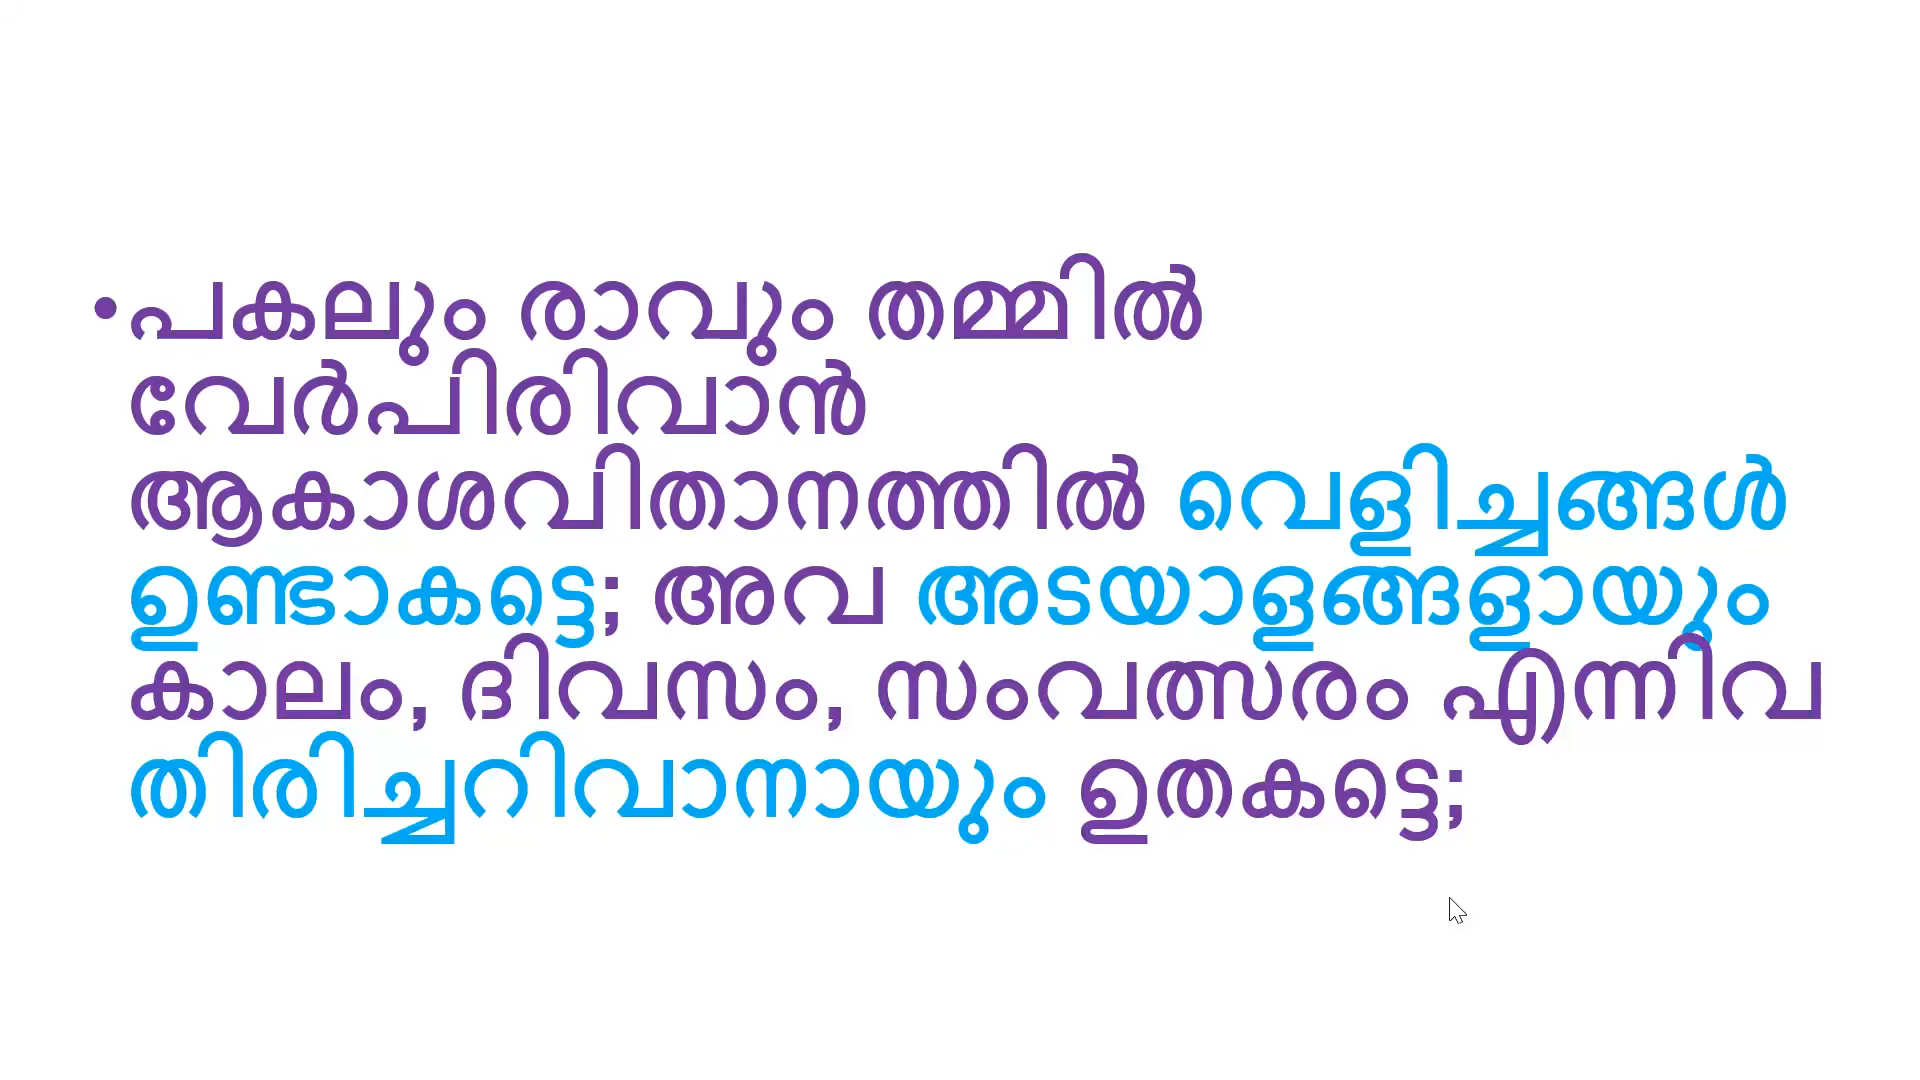 •പകലും രാവും തമ്മിൽ
വേർപിരിവാൻ
ആകാശവിതാനത്തിൽ വെളിച്ചങ്ങൾ
ഉണ്ടാകട്ടെ; അവ അടയാളങ്ങളായും
കാലം, ദിവസം, സംവത്സരം എന്നിവ
തിരിച്ചറിവാനായും ഉതകട്ടെ;